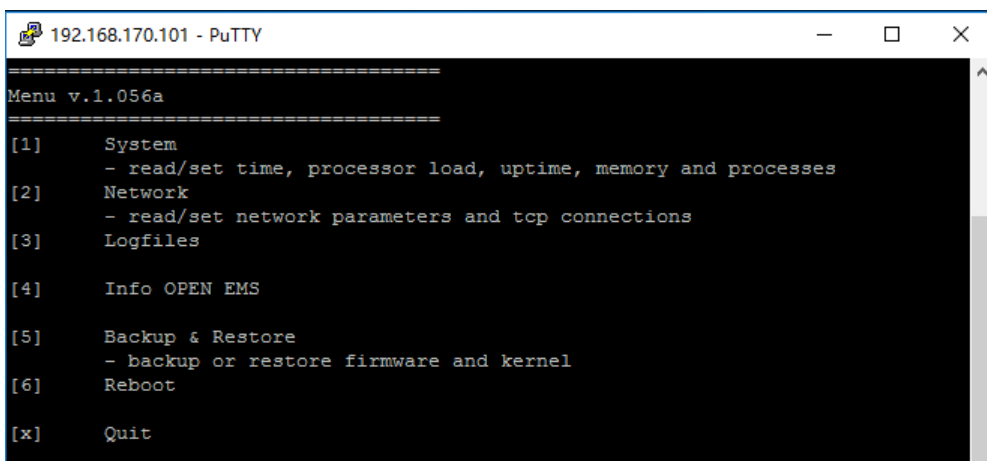 192.168.170.101 - PuTTY
====================================
Menu v.1.056a
====================================
[1] System
- read/set time, processor load, uptime, memory and processes
[2] Network
- read/set network parameters and tcp connections
[3] Logfiles
[4] Info OPEN EMS
[5] Backup & Restore
- backup or restore firmware and kernel
[6] Reboot
[x] Quit